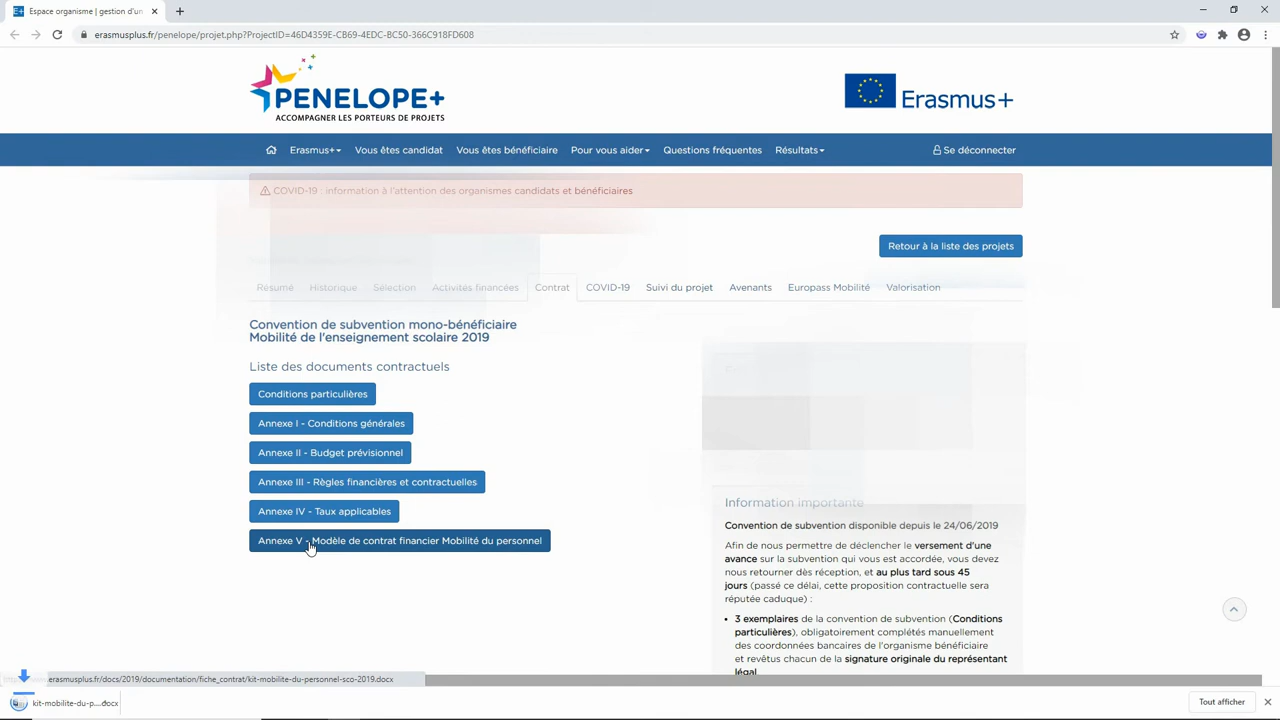 Espace organisme | gestion d'un
erasmusplus.fr/penelope/projet.php?ProjectID=46D4359E-CB69-4EDC-BC50-366C918FD608
PENELOPE+
ACCOMPAGNER LES PORTEURS DE PROJETS
Erasmus+
Erasmus+ Vous êtes candidat Vous êtes bénéficiaire Pour vous aider Questions fréquentes Résultats Se déconnecter
COVID-19 : information à l'attention des organismes candidats et bénéficiaires
Retour à la liste des projets
Résumé Historique Sélection Activités financées Contrat COVID-19 Suivi du projet Avenants Europass Mobilité Valorisation
Convention de subvention mono-bénéficiaire
Mobilité de l'enseignement scolaire 2019
Liste des documents contractuels
Conditions particulières
Annexe I - Conditions générales
Annexe II - Budget prévisionnel
Annexe III - Règles financières et contractuelles
Annexe IV - Taux applicables
Annexe V - Modèle de contrat financier Mobilité du personnel
Information importante
Convention de subvention disponible depuis le 24/06/2019
Afin de nous permettre de déclencher le versement d'une
avance sur la subvention qui vous est accordée, vous devez
nous retourner dès réception, et au plus tard sous 45
jours (passé ce délai, cette proposition contractuelle sera
réputée caduque) :
• 3 exemplaires de la convention de subvention (Conditions
particulières), obligatoirement complétés manuellement
des coordonnées bancaires de l'organisme bénéficiaire
et revêtus chacun de la signature originale du représentant
légal
erasmusplus.fr/docs/2019/documentation/fiche_contrat/kit-mobilite-du-personnel-sco-2019.docx
kit-mobilite-du-p....docx
Tout afficher